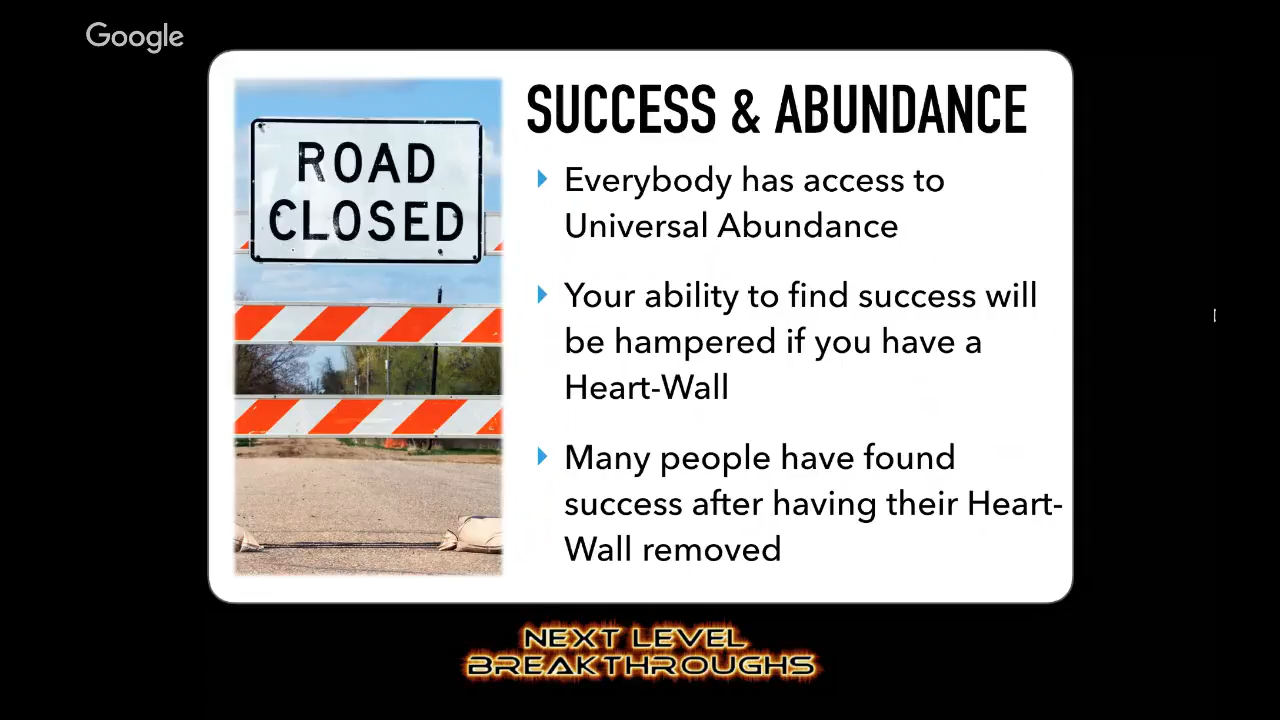 Google
ROAD
CLOSED
SUCCESS & ABUNDANCE
Everybody has access to
Universal Abundance
Your ability to find success will
be hampered if you have a
Heart-Wall
Many people have found
success after having their Heart-
Wall removed
NEXT LEVEL
BREAKTHROUGHS